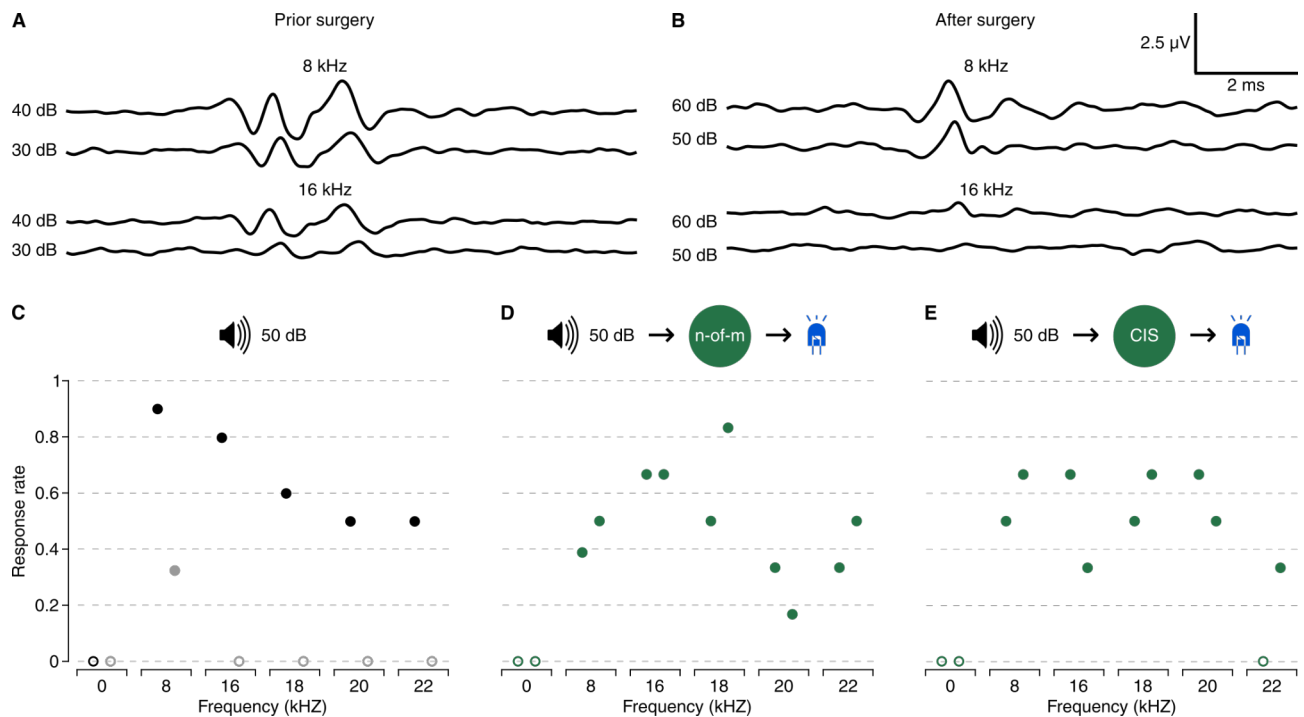 A
Prior surgery
8 kHz
40 dB
30 dB
16 kHz
40 dB
30 dB
B
After surgery
2.5 µV
2 ms
8 kHz
60 dB
50 dB
16 kHz
60 dB
50 dB
C
50 dB
Response rate
1
0.8
0.6
0.4
0.2
0
0 8 16 18 20 22
Frequency (kHZ)
D
50 dB
n-of-m
0 8 16 18 20 22
Frequency (kHZ)
E
50 dB
CIS
0 8 16 18 20 22
Frequency (kHZ)